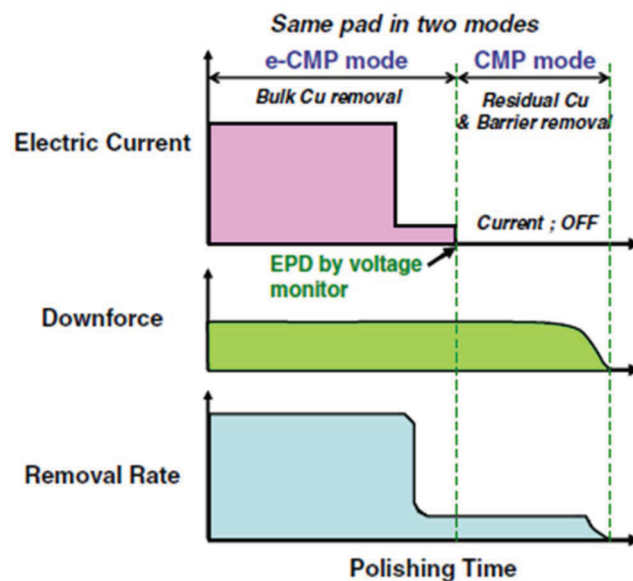 Same pad in two modes
e-CMP mode
CMP mode
Bulk Cu removal
Residual Cu
& Barrier removal
Electric Current
Current ; OFF
EPD by voltage
monitor
Downforce
Removal Rate
Polishing Time